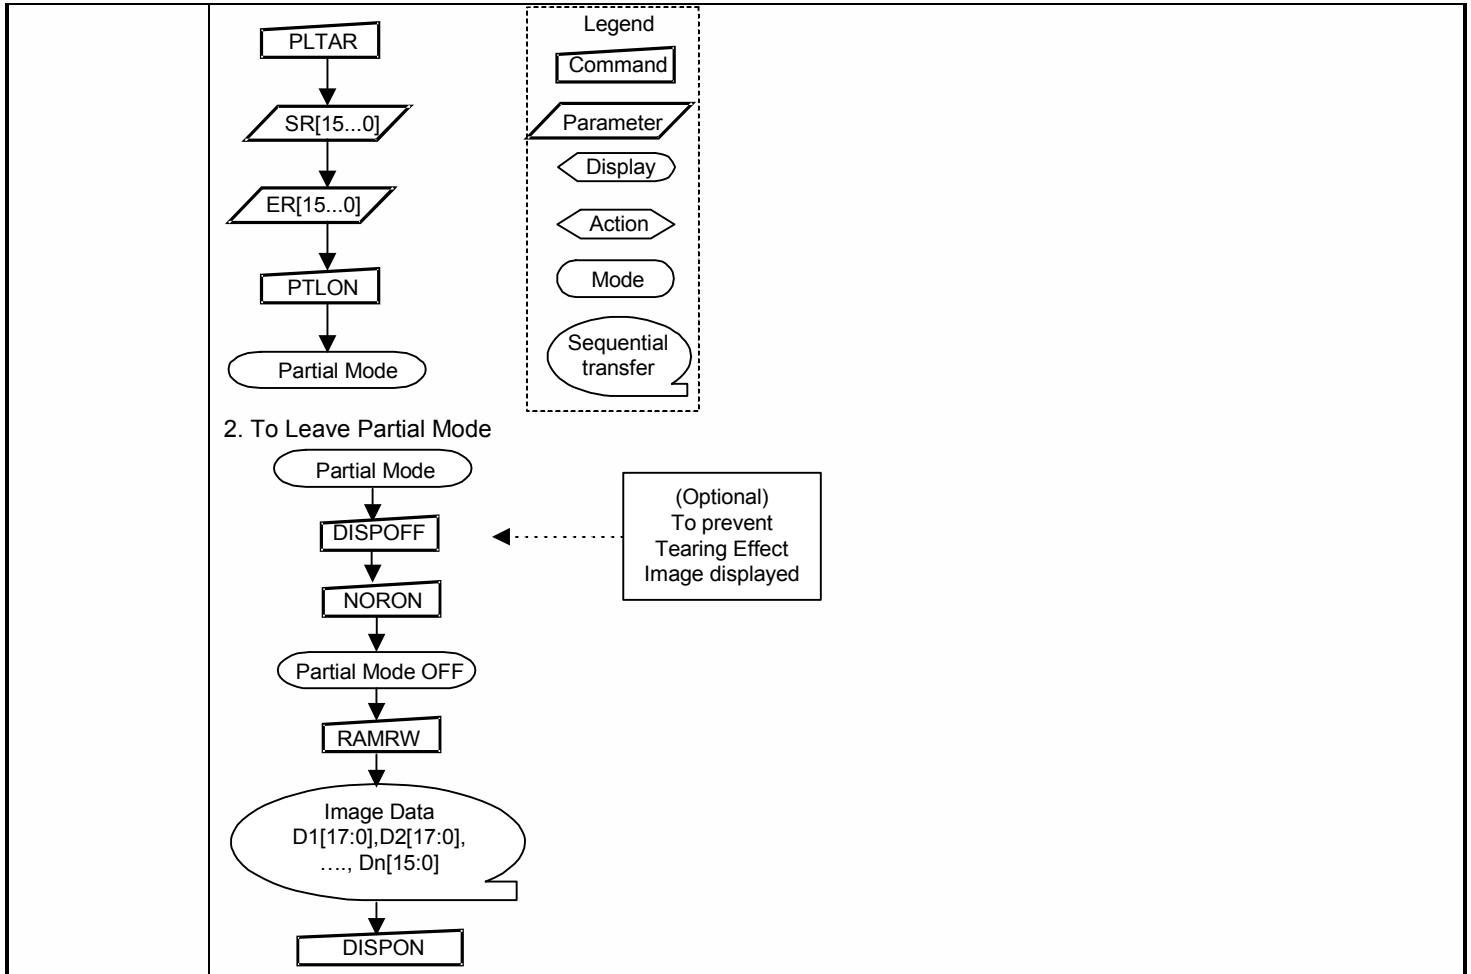 PLTAR
SR[15...0]
ER[15...0]
PTLON
Partial Mode
Legend
Command
Parameter
Display
Action
Mode
Sequential
transfer
2. To Leave Partial Mode
Partial Mode
DISPOFF
(Optional)
To prevent
Tearing Effect
Image displayed
NORON
Partial Mode OFF
RAMRW
Image Data
D1[17:0],D2[17:0],
...., Dn[15:0]
DISPON